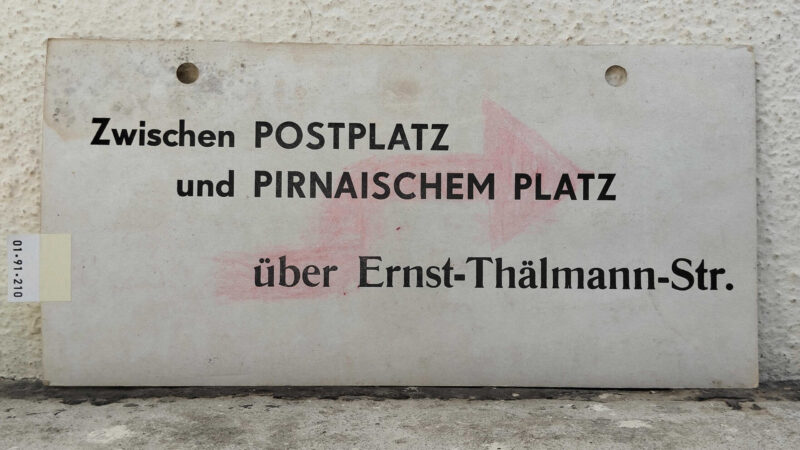 Zwischen POSTPLATZ
und PIRNAISCHEM PLATZ
über Ernst-Thälmann-Str.
01-91-210